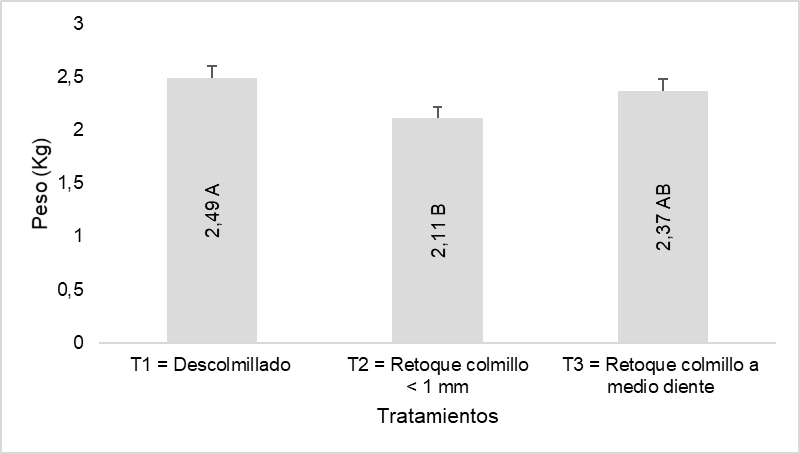 3
2,5
2
1,5
1
0,5
0
Peso (Kg)
2,49 A
2,11 B
2,37 AB
T1 = Descolmillado
T2 = Retoque colmillo
< 1 mm
T3 = Retoque colmillo a
medio diente
Tratamientos